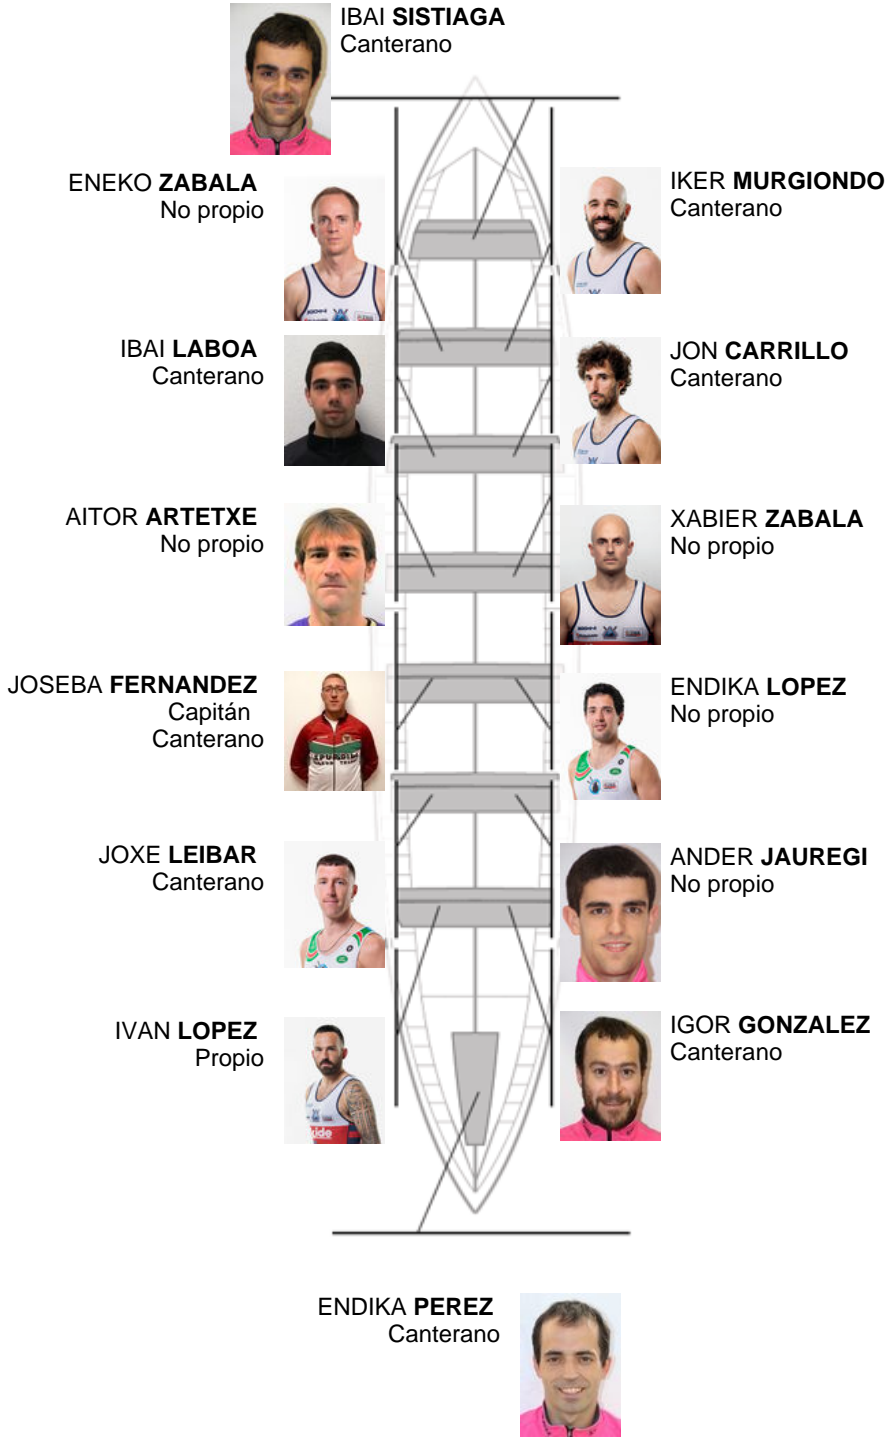 IBAI SISTIAGA
Canterano
ENEKO ZABALA
No propio
IKER MURGIONDO
Canterano
IBAI LABOA
Canterano
JON CARRILLO
Canterano
AITOR ARTETXE
No propio
XABIER ZABALA
No propio
JOSEBA FERNANDEZ
Capitán
Canterano
ENDIKA LOPEZ
No propio
JOXE LEIBAR
Canterano
ANDER JAUREGI
No propio
IVAN LOPEZ
Propio
IGOR GONZALEZ
Canterano
ENDIKA PEREZ
Canterano